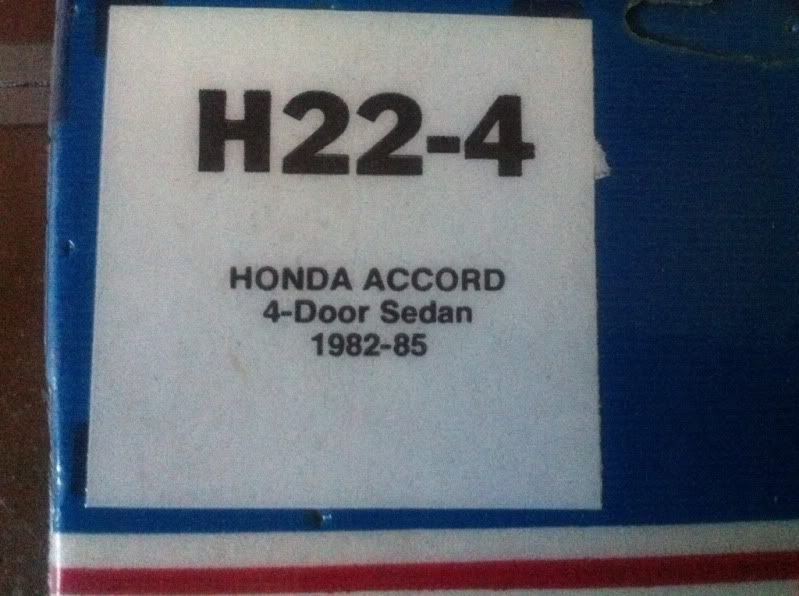 H22-4
HONDA ACCORD
4-Door Sedan
1982-85